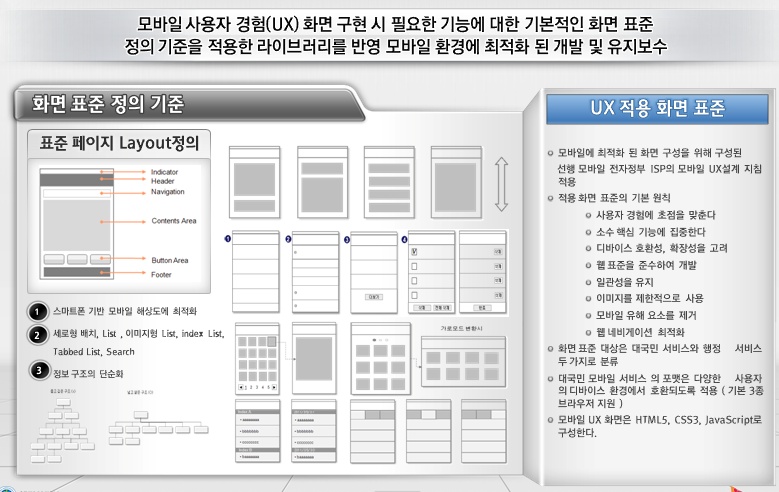 모바일 사용자 경험(UX) 화면 구현 시 필요한 기능에 대한 기본적인 화면 표준
정의 기준을 적용한 라이브러리를 반영 모바일 환경에 최적화 된 개발 및 유지보수
화면 표준 정의 기준
표준 페이지 Layout정의
Indicator
Header
Navigation
Contents Area
Button Area
Footer
1 스마트폰 기반 모바일 해상도에 최적화
2 세로형 배치, List , 이미지형 List, index List,
Tabbed List, Search
3 정보 구조의 단순화
1
2
3
4
더보기
삭제
삭제
삭제
삭제
가로모드 변환시
1 2 3 4 5
UX 적용 화면 표준
모바일에 최적화 된 화면 구성을 위해 구성된
선행 모바일 전자정부 ISP의 모바일 UX설계 지침
적용
적용 화면 표준의 기본 원칙
사용자 경험에 초점을 맞춘다
소수 핵심 기능에 집중한다
디바이스 호환성, 확장성을 고려
웹 표준을 준수하여 개발
일관성을 유지
이미지를 제한적으로 사용
모바일 유해 요소를 제거
웹 네비게이션 최적화
화면 표준 대상은 대국민 서비스와 행정 서비스
두 가지로 분류
대국민 모바일 서비스 의 포맷은 다양한 사용자
의 디바이스 환경에서 호환되도록 적용 ( 기본 3종
브라우저 지원 )
모바일 UX 화면은 HTML5, CSS3, JavaScript로
구성한다.